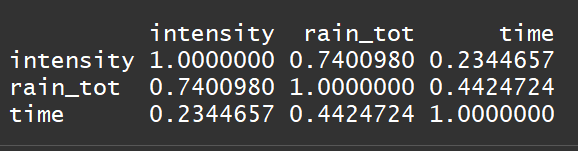 intensity rain_tot time
intensity 1.0000000 0.7400980 0.2344657
rain_tot 0.7400980 1.0000000 0.4424724
time 0.2344657 0.4424724 1.0000000